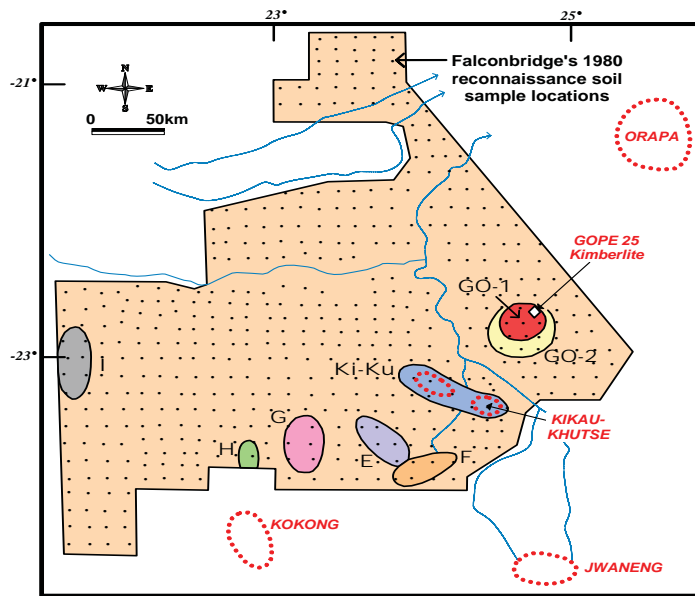 23°
25°
-21°
N
W E
S
0 50km
Falconbridge's 1980
reconnaissance soil
sample locations
ORAPA
GOPE 25
Kimberlite
GO-1
GO-2
-23°
I
Ki-Ku
KIKAU-
KHUTSE
G
H
E
F
KOKONG
JWANENG